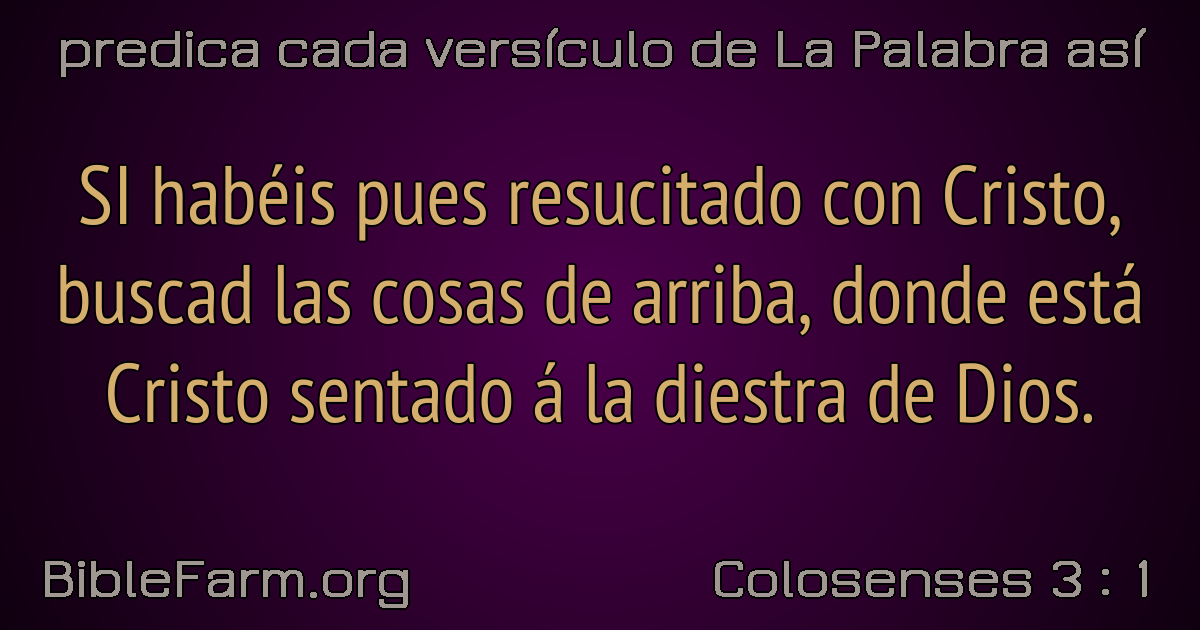 predica cada versículo de La Palabra así
SI habéis pues resucitado con Cristo,
buscad las cosas de arriba, donde está
Cristo sentado á la diestra de Dios.
BibleFarm.org
Colosenses 3 : 1